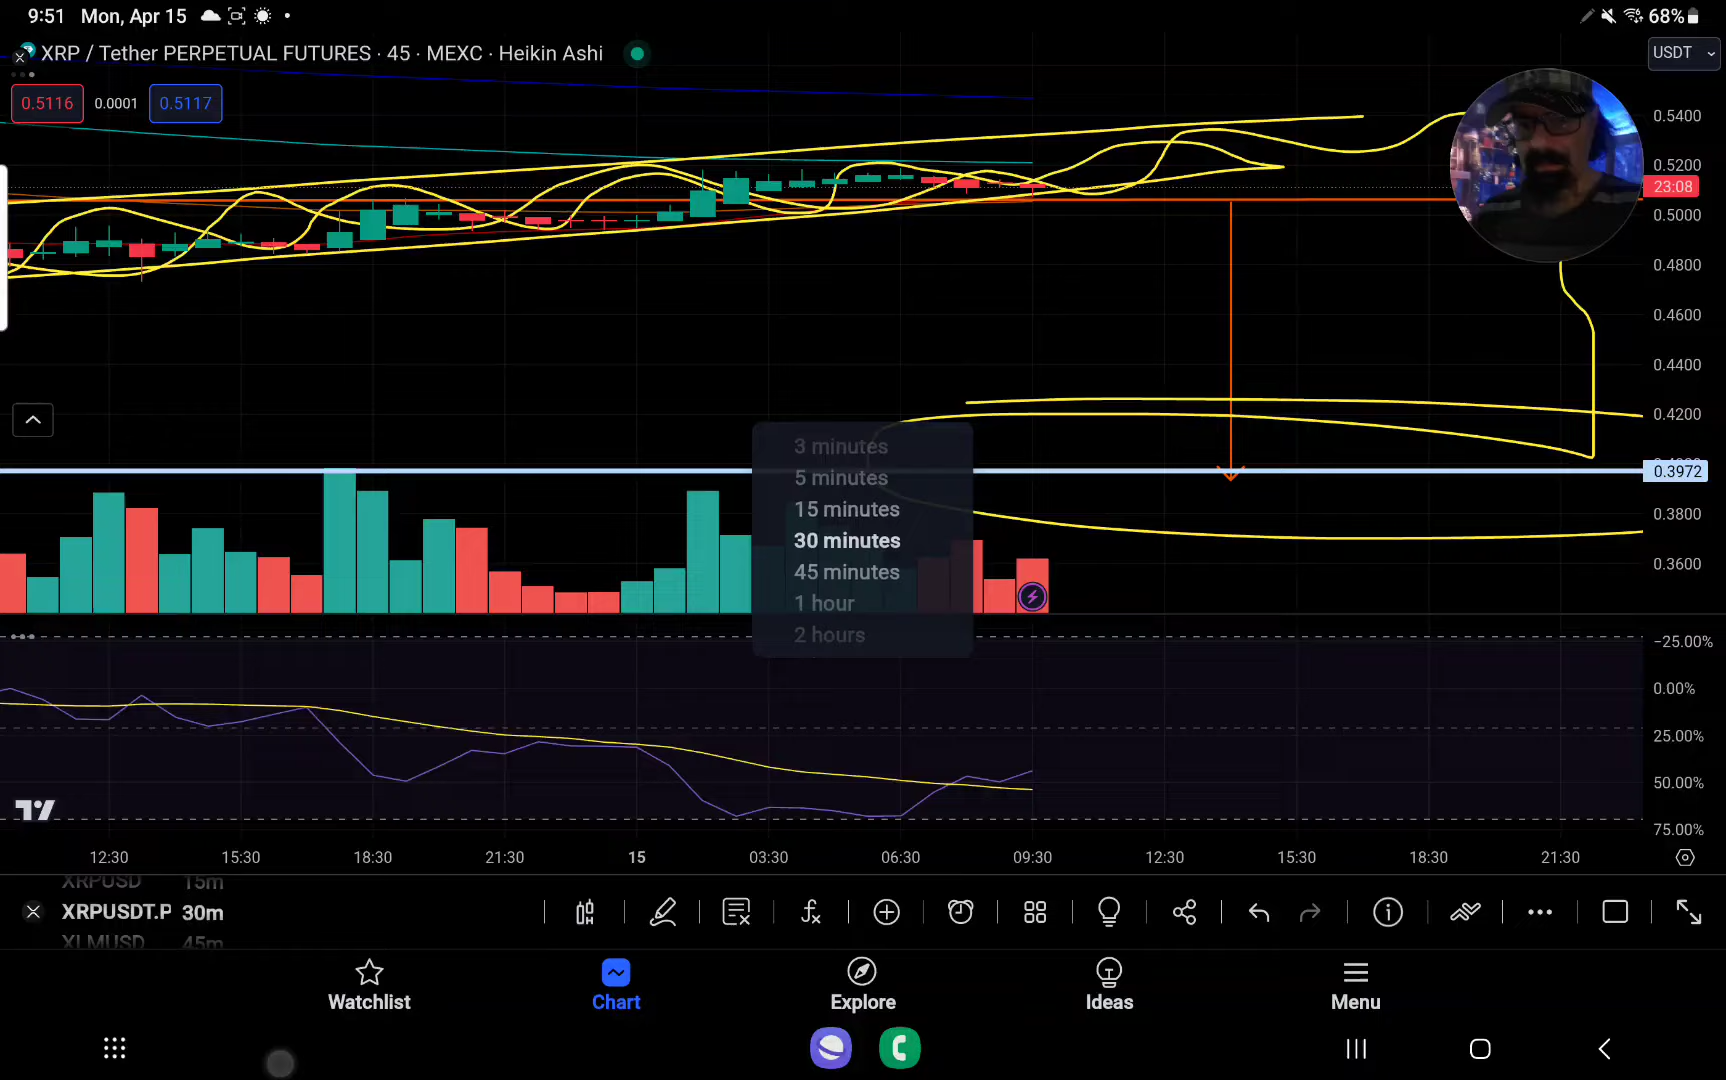 9:51 Mon, Apr 15 68%
XRP / Tether PERPETUAL FUTURES · 45 · MEXC · Heikin Ashi
USDT
0.5116 0.0001 0.5117
0.5400
0.5200
23:08
0.5000
0.4800
0.4600
0.4400
0.4200
0.3972
0.3800
0.3600
3 minutes
5 minutes
15 minutes
30 minutes
45 minutes
1 hour
2 hours
−25.00%
0.00%
25.00%
50.00%
75.00%
12:30 15:30 18:30 21:30 15 03:30 06:30 09:30 12:30 15:30 18:30 21:30
XRPUSD 15m
XRPUSDT.P 30m
XLMUSD 45m
Watchlist Chart Explore Ideas Menu